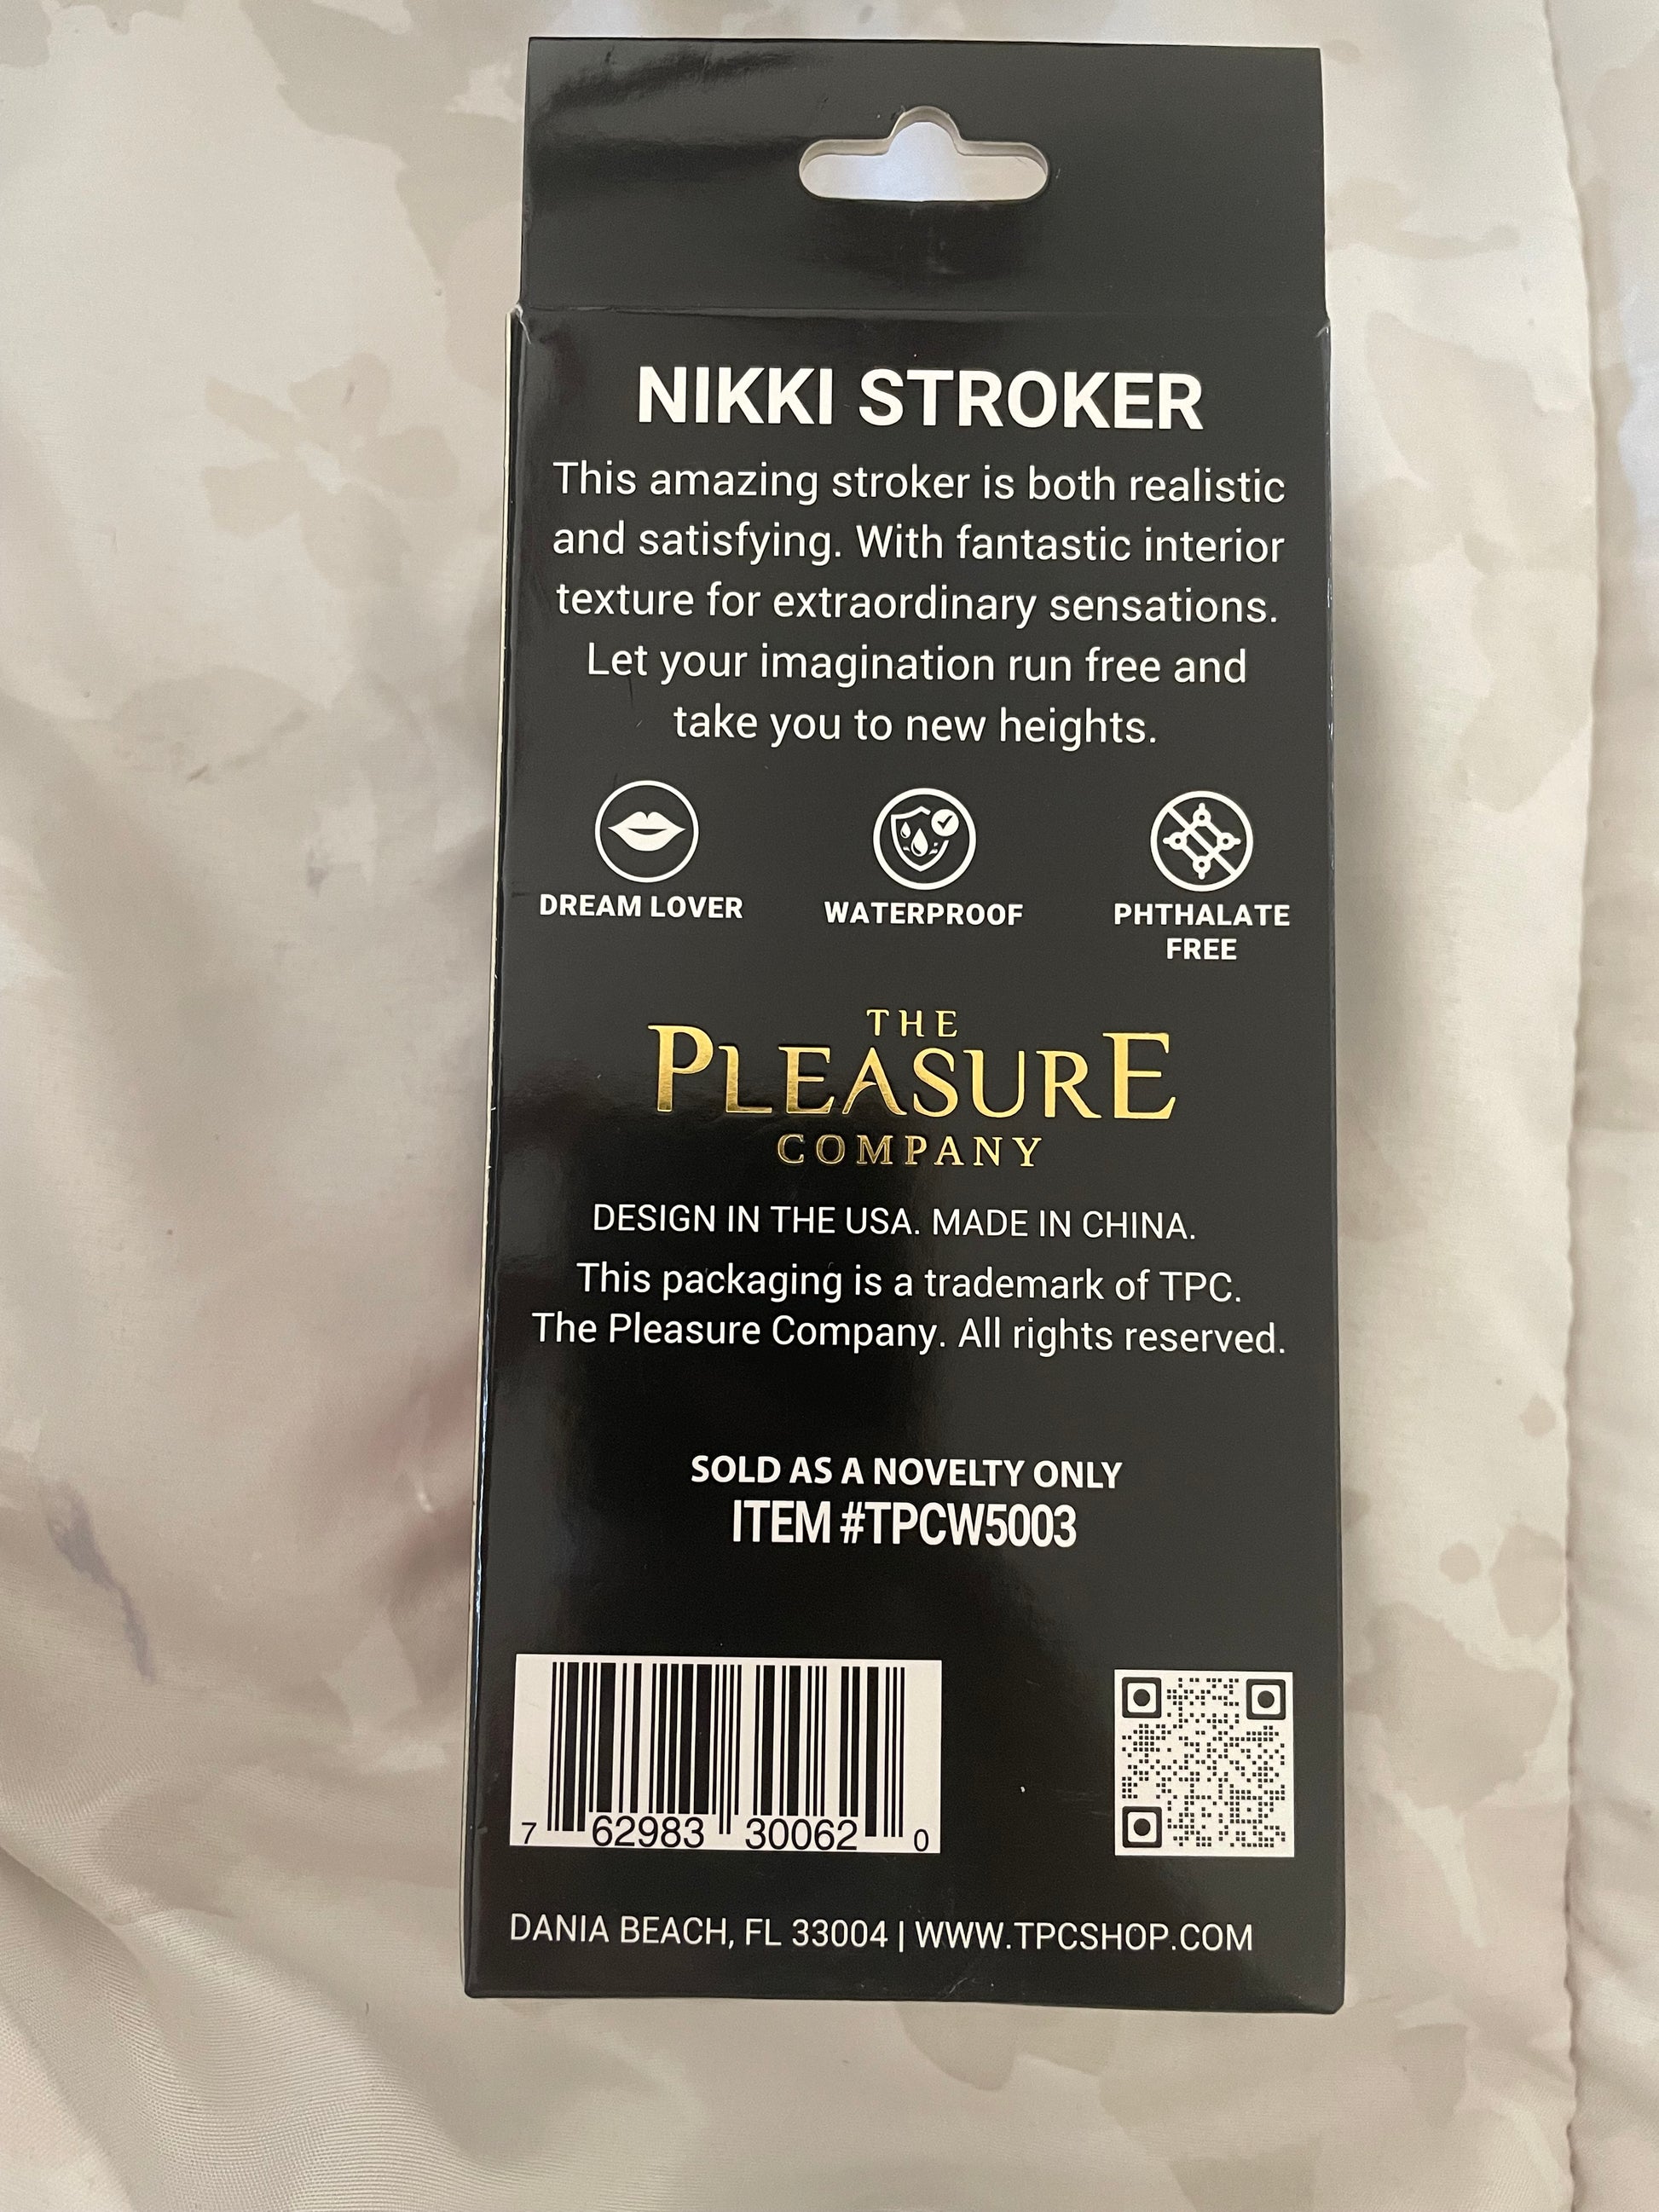 NIKKI STROKER
This amazing stroker is both realistic
and satisfying. With fantastic interior
texture for extraordinary sensations.
Let your imagination run free and
take you to new heights.
DREAM LOVER
WATERPROOF
PHTHALATE
FREE
THE
PLEASURE
COMPANY
DESIGN IN THE USA. MADE IN CHINA.
This packaging is a trademark of TPC.
The Pleasure Company. All rights reserved.
SOLD AS A NOVELTY ONLY
ITEM #TPCW5003
7 62983 30062 0
DANIA BEACH, FL 33004 | WWW.TPCSHOP.COM